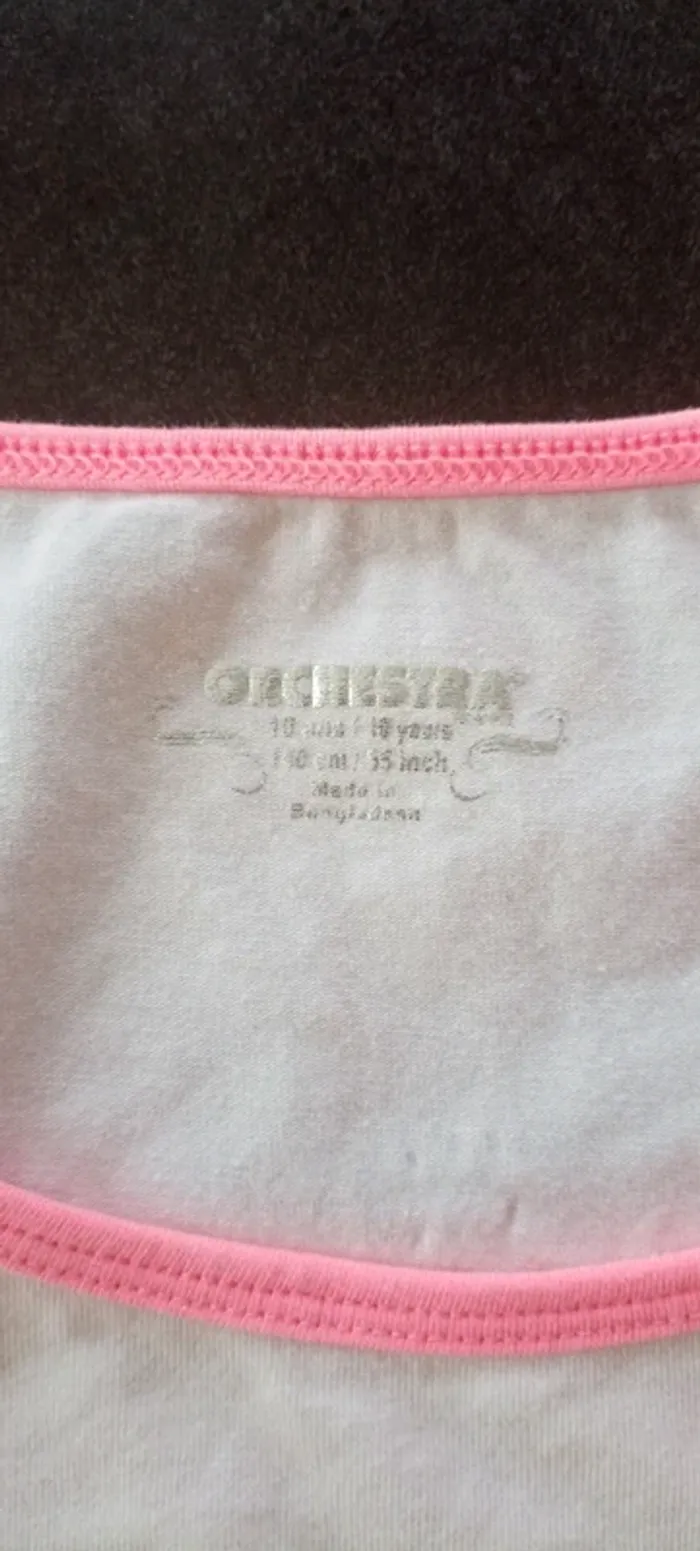 ORCHESTRA
10 ans / 10 years
140 cm / 55 inch
Made in
Bangladesh